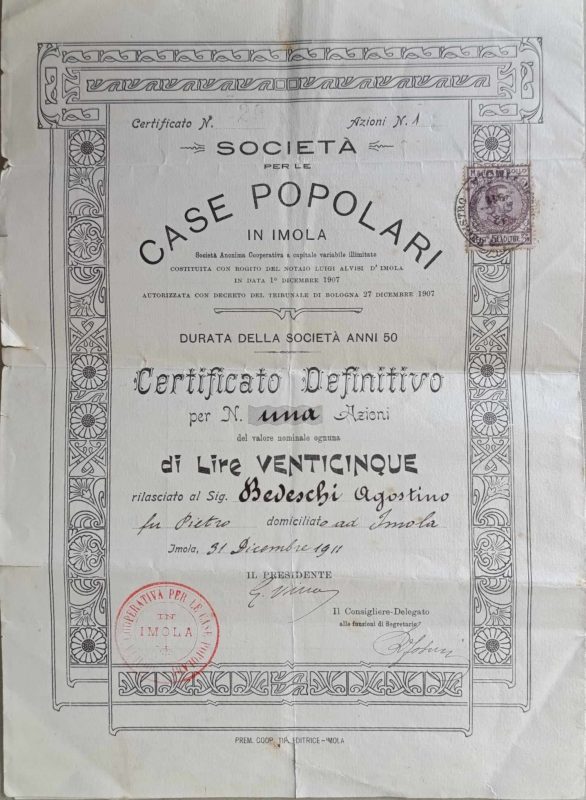 Certificato N.
Azioni N. 1
SOCIETÀ
PER LE
CASE POPOLARI
IN IMOLA
Società Anonima Cooperativa a capitale variabile illimitate
COSTITUITA CON ROGITO DEL NOTAIO LUIGI ALVISI D'IMOLA
IN DATA 1º DICEMBRE 1907
AUTORIZZATA CON DECRETO DEL TRIBUNALE DI BOLOGNA 27 DICEMBRE 1907
DURATA DELLA SOCIETÀ ANNI 50
Certificato Definitivo
per N. una Azioni
del valore nominale ognuna
di Lire VENTICINQUE
rilasciato al Sig. Bedeschi Agostino
fu Pietro domiciliato ad Imola
Imola, 31 Dicembre 1911
IL PRESIDENTE
Il Consigliere-Delegato
alle funzioni di Segretario
COOPERATIVA PER LE CASE POPOLARI
IN
IMOLA
PREM. COOP. TIP. EDITRICE-IMOLA